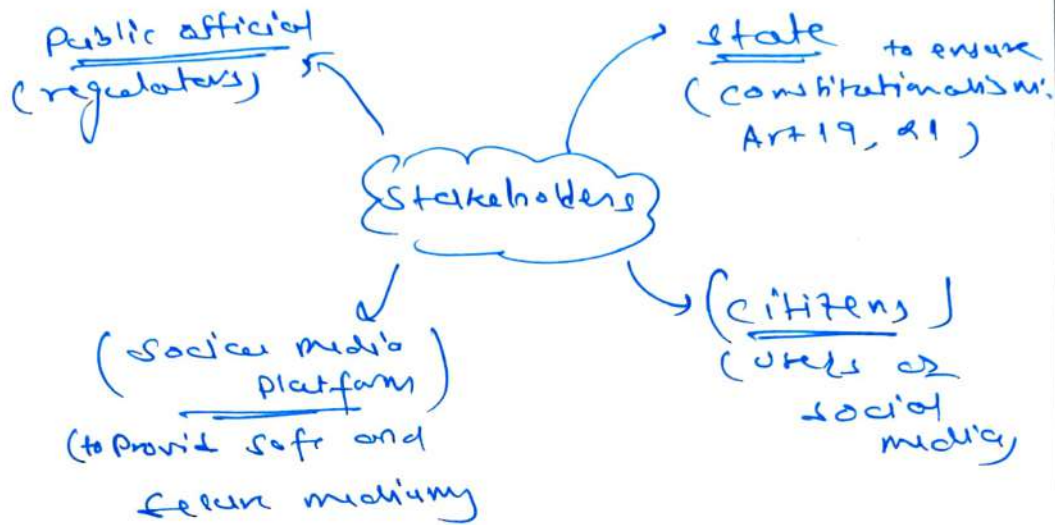 Public official
(regulators)
state to ensure
(constitutionalism.
Art 19, 21)
Stakeholders
(Social media
platform)
(to provid safe and
secure medium)
(citizens)
(users of
social
media)